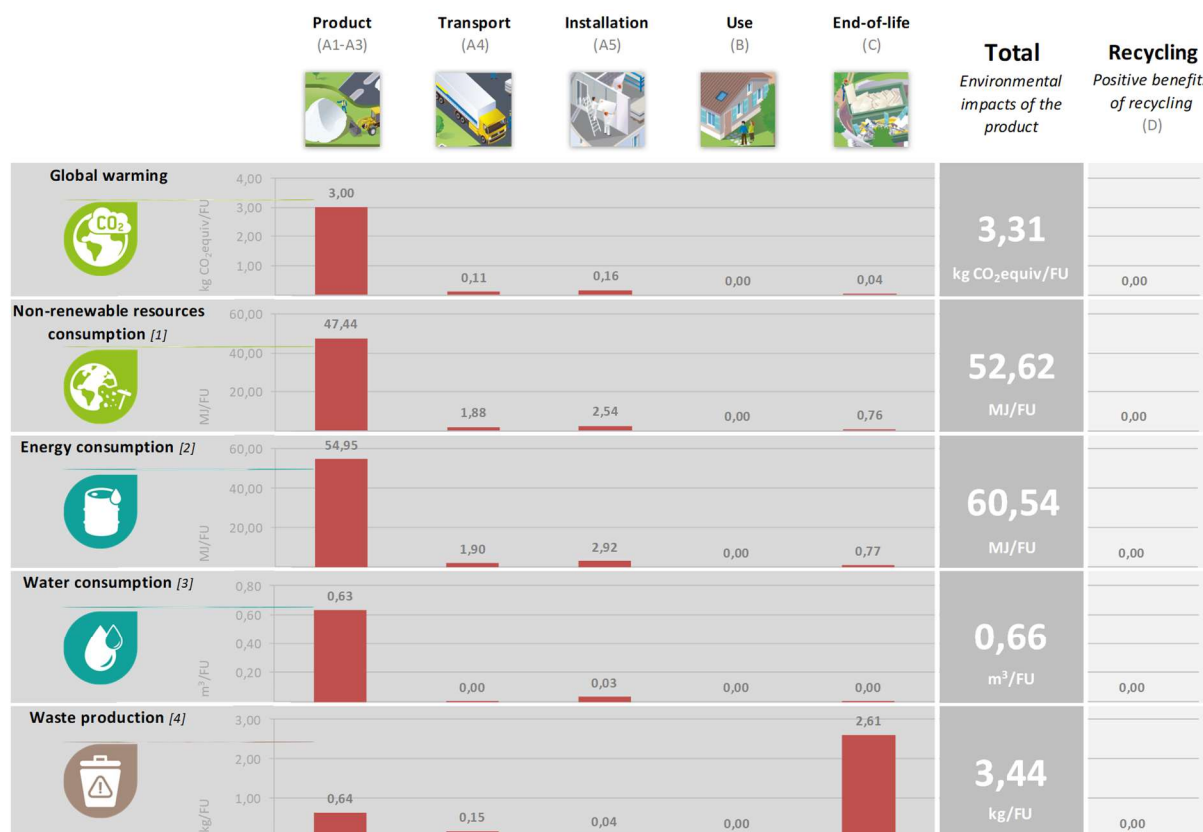 Product
(A1-A3)
Transport
(A4)
Installation
(A5)
Use
(B)
End-of-life
(C)
Total
Environmental
impacts of the
product
Recycling
Positive benefits
of recycling
(D)
Global warming
CO₂
kg CO₂equiv/FU
4,00
3,00
2,00
1,00
3,00
0,11
0,16
0,00
0,04
3,31
kg CO₂equiv/FU
0,00
Non-renewable resources
consumption [1]
MJ/FU
60,00
40,00
20,00
47,44
1,88
2,54
0,00
0,76
52,62
MJ/FU
0,00
Energy consumption [2]
MJ/FU
60,00
40,00
20,00
54,95
1,90
2,92
0,00
0,77
60,54
MJ/FU
0,00
Water consumption [3]
m³/FU
0,80
0,60
0,40
0,20
0,63
0,00
0,03
0,00
0,00
0,66
m³/FU
0,00
Waste production [4]
kg/FU
3,00
2,00
1,00
0,64
0,15
0,04
0,00
2,61
3,44
kg/FU
0,00